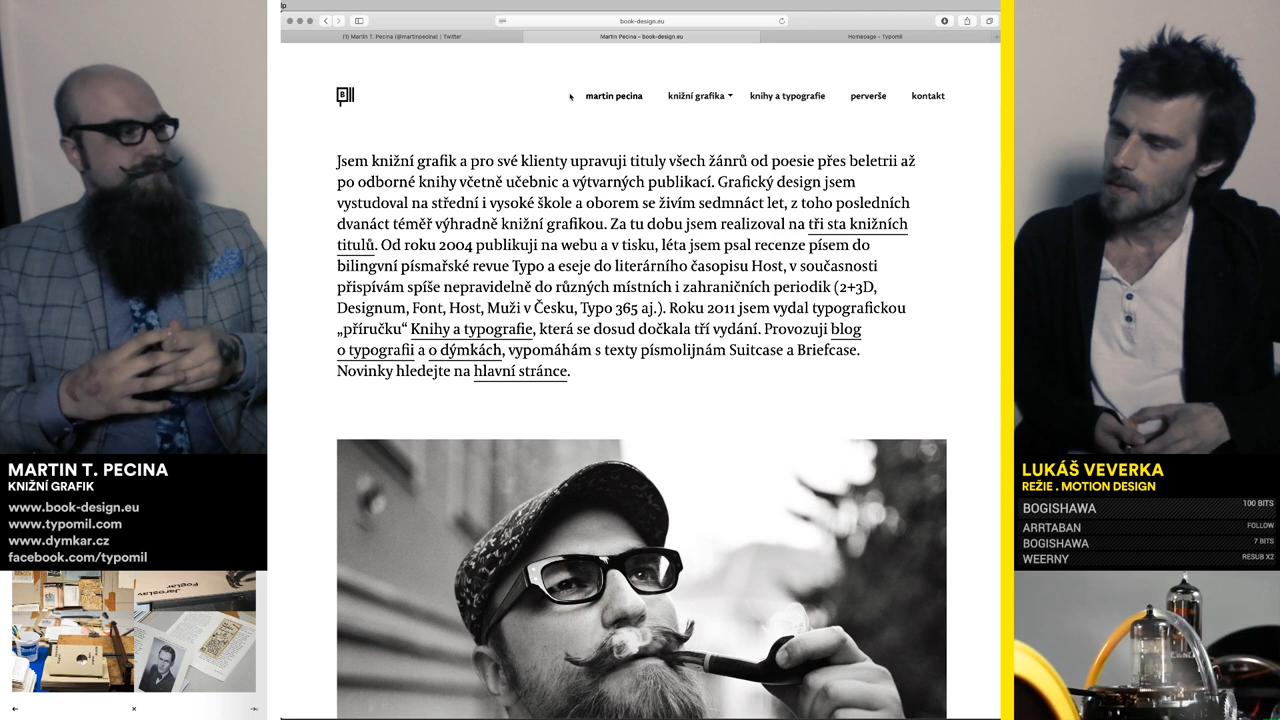 lp
book-design.eu
(1) Martin T. Pecina (@martinpecina) | Twitter
Martin Pecina – book-design.eu
Homepage - Typomil
B
martin pecina
knižní grafika
knihy a typografie
perverše
kontakt
Jsem knižní grafik a pro své klienty upravuji tituly všech žánrů od poesie přes beletrii až
po odborné knihy včetně učebnic a výtvarných publikací. Grafický design jsem
vystudoval na střední i vysoké škole a oborem se živím sedmnáct let, z toho posledních
dvanáct téměř výhradně knižní grafikou. Za tu dobu jsem realizoval na tři sta knižních
titulů. Od roku 2004 publikuji na webu a v tisku, léta jsem psal recenze písem do
bilingvní písmařské revue Typo a eseje do literárního časopisu Host, v současnosti
přispívám spíše nepravidelně do různých místních i zahraničních periodik (2+3D,
Designum, Font, Host, Muži v Česku, Typo 365 aj.). Roku 2011 jsem vydal typografickou
„příručku“ Knihy a typografie, která se dosud dočkala tří vydání. Provozuji blog
o typografii a o dýmkách, vypomáhám s texty písmolijnám Suitcase a Briefcase.
Novinky hledejte na hlavní stránce.
MARTIN T. PECINA
KNIŽNÍ GRAFIK
www.book-design.eu
www.typomil.com
www.dymkar.cz
facebook.com/typomil
Jaroslav
Foglar
LUKÁŠ VEVERKA
REŽIE . MOTION DESIGN
BOGISHAWA 100 BITS
ARRTABAN FOLLOW
BOGISHAWA 7 BITS
WEERNY RESUB X2